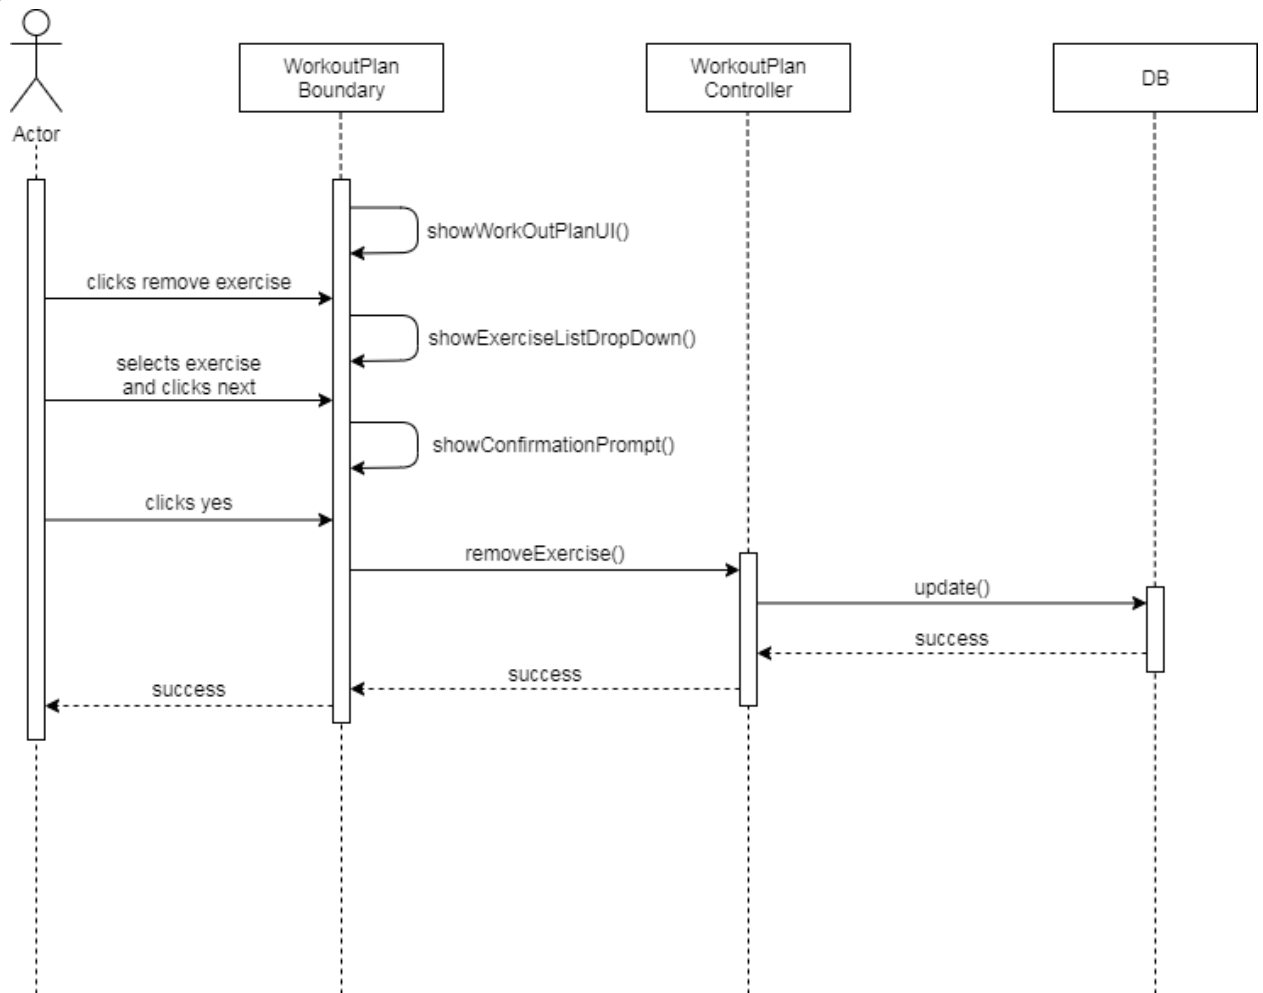 Actor
WorkoutPlan
Boundary
WorkoutPlan
Controller
DB
showWorkOutPlanUI()
clicks remove exercise
showExerciseListDropDown()
selects exercise
and clicks next
showConfirmationPrompt()
clicks yes
removeExercise()
update()
success
success
success